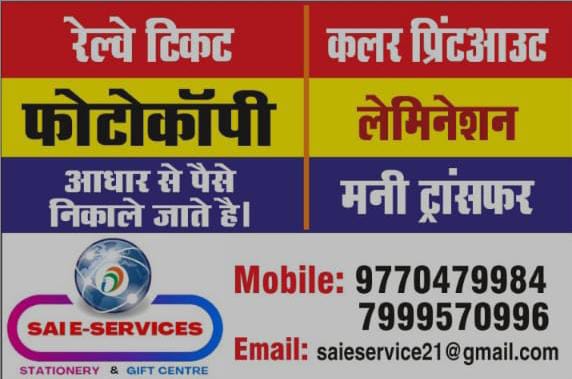 रेल्वे टिकट
कलर प्रिंटआउट
फोटोकॉपी
लेमिनेशन
आधार से पैसे
निकाले जाते है।
मनी ट्रांसफर
SAI E-SERVICES
STATIONERY & GIFT CENTRE
Mobile: 9770479984
7999570996
Email: saieservice21@gmail.com